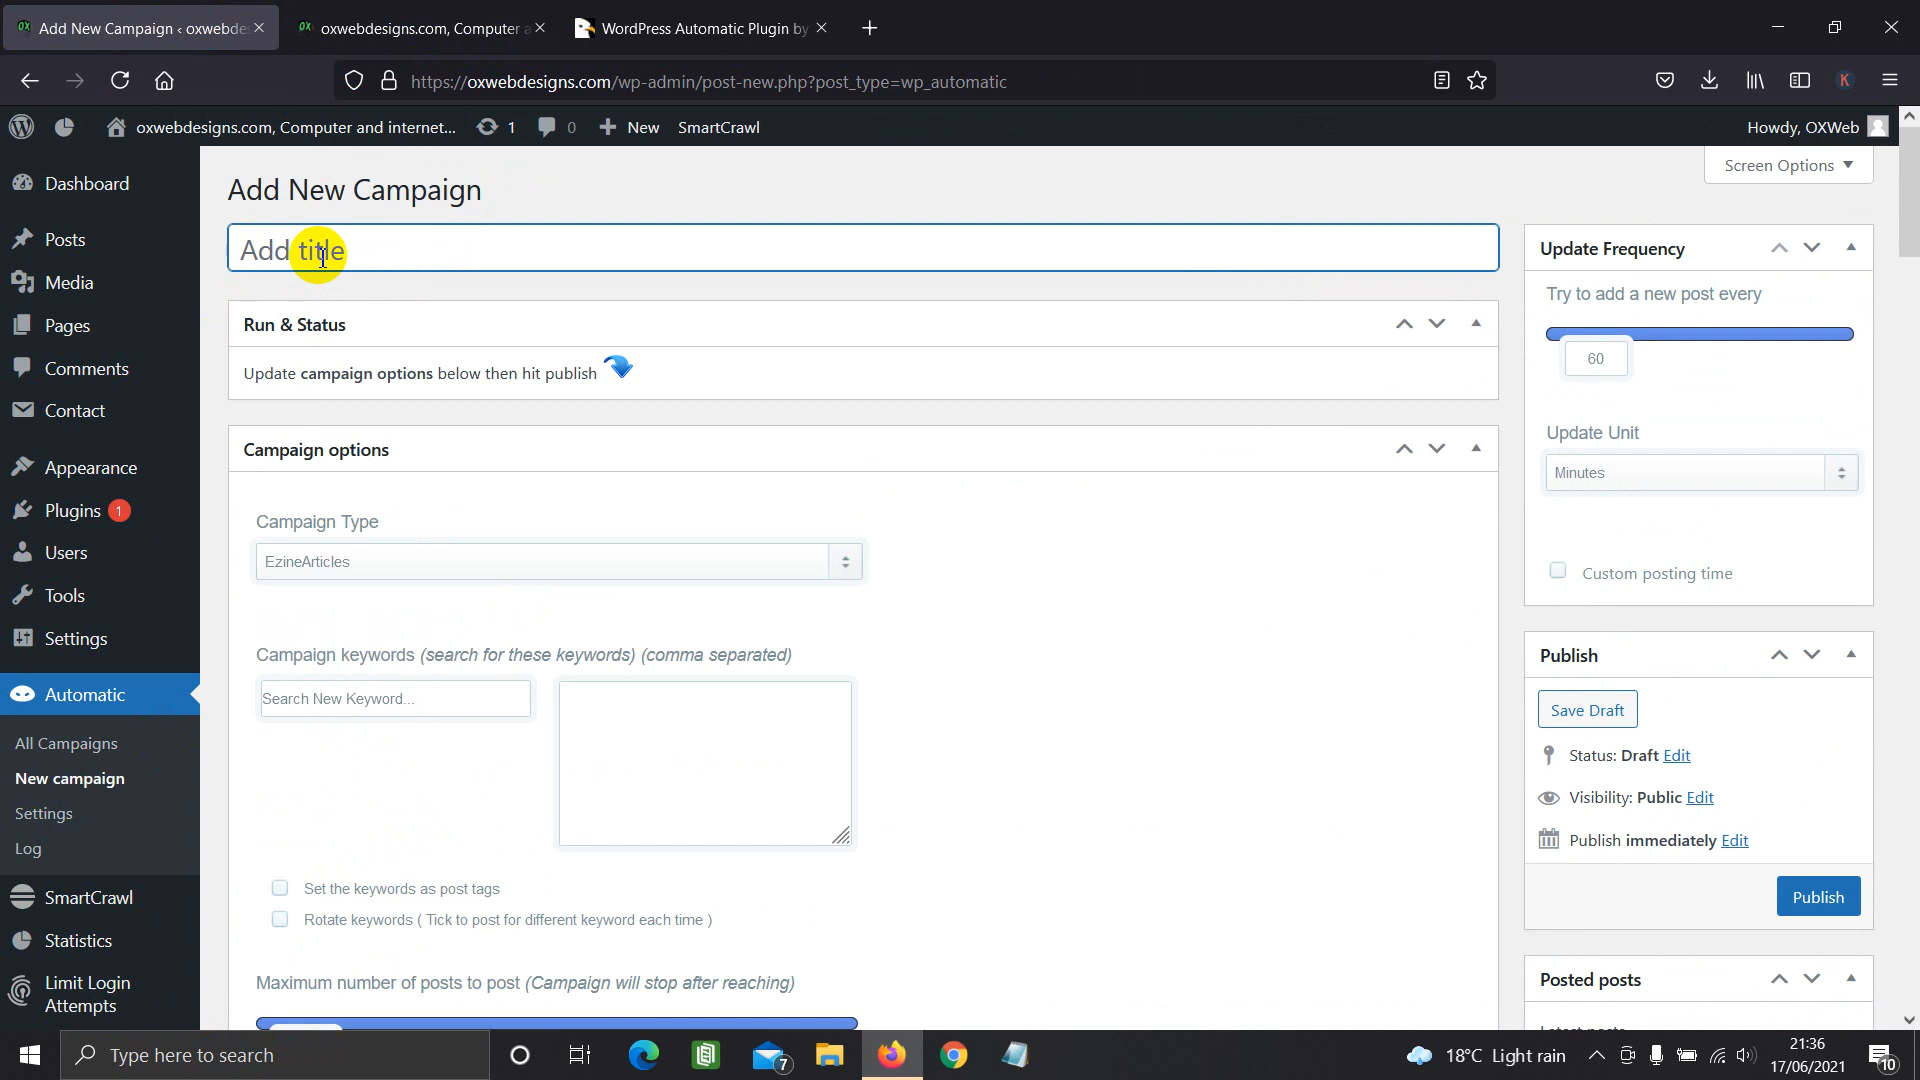 Add New Campaign ‹ oxwebde
oxwebdesigns.com, Computer a
WordPress Automatic Plugin by
https://oxwebdesigns.com/wp-admin/post-new.php?post_type=wp_automatic
K
oxwebdesigns.com, Computer and internet...
1
0
New
SmartCrawl
Howdy, OXWeb
Screen Options
Dashboard
Posts
Media
Pages
Comments
Contact
Appearance
Plugins 1
Users
Tools
Settings
Automatic
All Campaigns
New campaign
Settings
Log
SmartCrawl
Statistics
Limit Login
Attempts
Add New Campaign
Add title
Run & Status
Update campaign options below then hit publish
Campaign options
Campaign Type
EzineArticles
Campaign keywords (search for these keywords) (comma separated)
Search New Keyword...
Set the keywords as post tags
Rotate keywords ( Tick to post for different keyword each time )
Maximum number of posts to post (Campaign will stop after reaching)
Update Frequency
Try to add a new post every
60
Update Unit
Minutes
Custom posting time
Publish
Save Draft
Status: Draft Edit
Visibility: Public Edit
Publish immediately Edit
Publish
Posted posts
Type here to search
7
18°C Light rain
21:36
17/06/2021
10